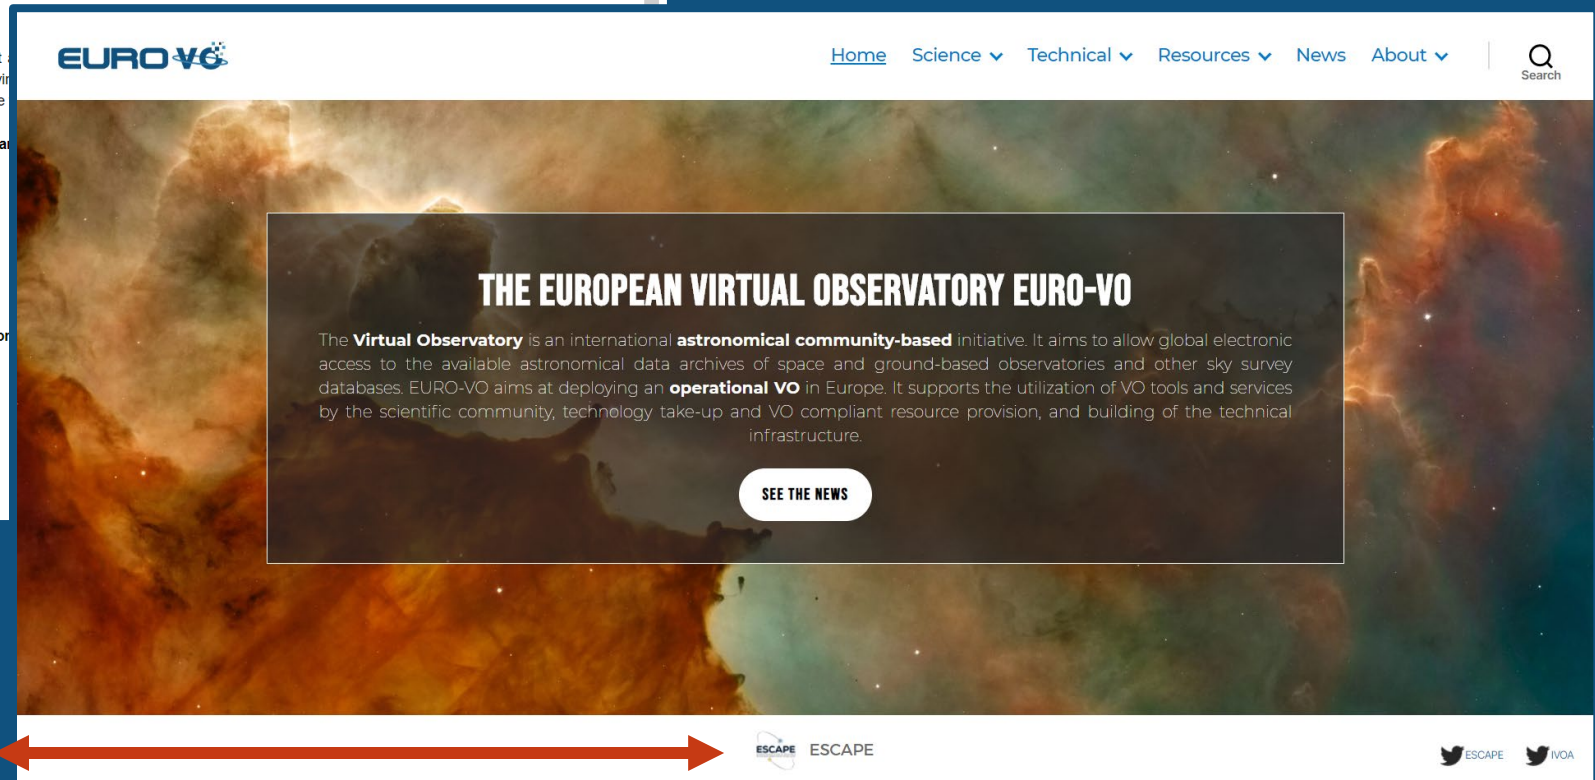 EURO VO
Home Science Technical Resources News About
Search
THE EUROPEAN VIRTUAL OBSERVATORY EURO-VO
The Virtual Observatory is an international astronomical community-based initiative. It aims to allow global electronic
access to the available astronomical data archives of space and ground-based observatories and other sky survey
databases. EURO-VO aims at deploying an operational VO in Europe. It supports the utilization of VO tools and services
by the scientific community, technology take-up and VO compliant resource provision, and building of the technical
infrastructure.
SEE THE NEWS
ESCAPE ESCAPE
ESCAPE IVOA